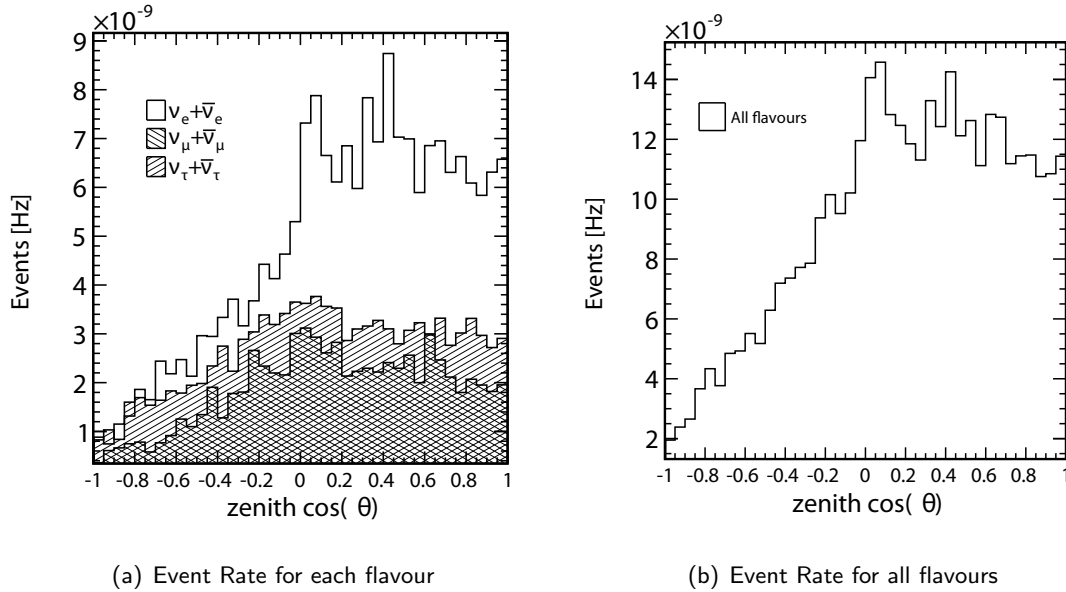 ×10⁻⁹
9
8
7
6
5
4
3
2
1
Events [Hz]
νe+ν̅e
νμ+ν̅μ
ντ+ν̅τ
-1 -0.8 -0.6 -0.4 -0.2 0 0.2 0.4 0.6 0.8 1
zenith cos( θ)
(a) Event Rate for each flavour
×10⁻⁹
14
12
10
8
6
4
2
Events [Hz]
All flavours
-1 -0.8 -0.6 -0.4 -0.2 0 0.2 0.4 0.6 0.8 1
zenith cos( θ)
(b) Event Rate for all flavours